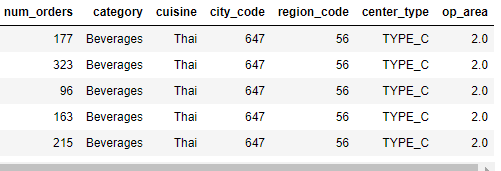 num_orders category cuisine city_code region_code center_type op_area
177 Beverages Thai 647 56 TYPE_C 2.0
323 Beverages Thai 647 56 TYPE_C 2.0
96 Beverages Thai 647 56 TYPE_C 2.0
163 Beverages Thai 647 56 TYPE_C 2.0
215 Beverages Thai 647 56 TYPE_C 2.0